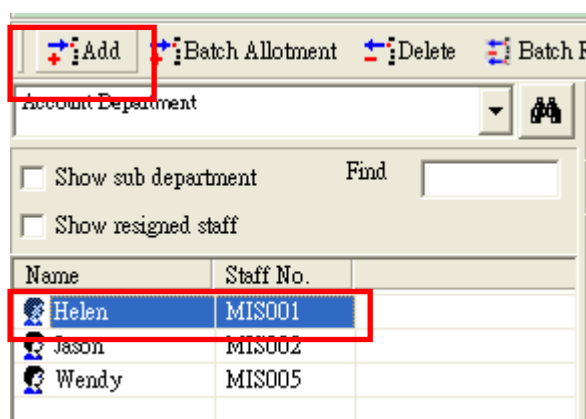 Add Batch Allotment Delete Batch R
Account Department
Show sub department Find
Show resigned staff
Name Staff No.
Helen MIS001
Jason MIS002
Wendy MIS005